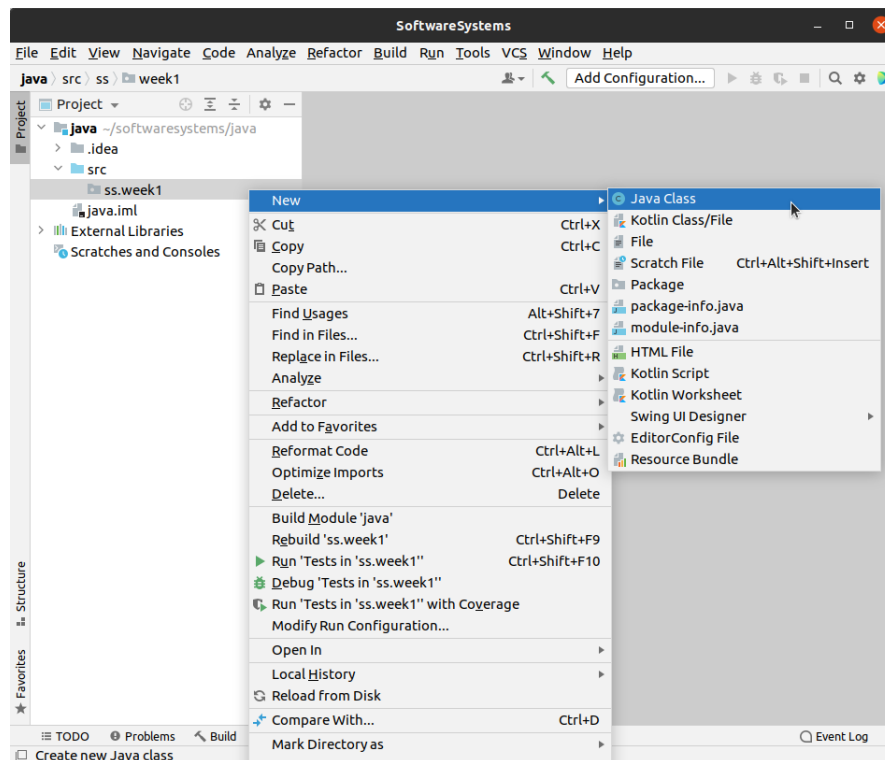 SoftwareSystems
File Edit View Navigate Code Analyze Refactor Build Run Tools VCS Window Help
java src ss week1 Add Configuration...
Project
Project
java ~/softwaresystems/java
.idea
src
ss.week1
java.iml
External Libraries
Scratches and Consoles
New
Cut Ctrl+X
Copy Ctrl+C
Copy Path...
Paste Ctrl+V
Find Usages Alt+Shift+7
Find in Files... Ctrl+Shift+F
Replace in Files... Ctrl+Shift+R
Analyze
Refactor
Add to Favorites
Reformat Code Ctrl+Alt+L
Optimize Imports Ctrl+Alt+O
Delete... Delete
Build Module 'java'
Rebuild 'ss.week1' Ctrl+Shift+F9
Run 'Tests in 'ss.week1'' Ctrl+Shift+F10
Debug 'Tests in 'ss.week1''
Run 'Tests in 'ss.week1'' with Coverage
Modify Run Configuration...
Open In
Local History
Reload from Disk
Compare With... Ctrl+D
Mark Directory as
Java Class
Kotlin Class/File
File
Scratch File Ctrl+Alt+Shift+Insert
Package
package-info.java
module-info.java
HTML File
Kotlin Script
Kotlin Worksheet
Swing UI Designer
EditorConfig File
Resource Bundle
Structure
Favorites
TODO Problems Build Event Log
Create new Java class